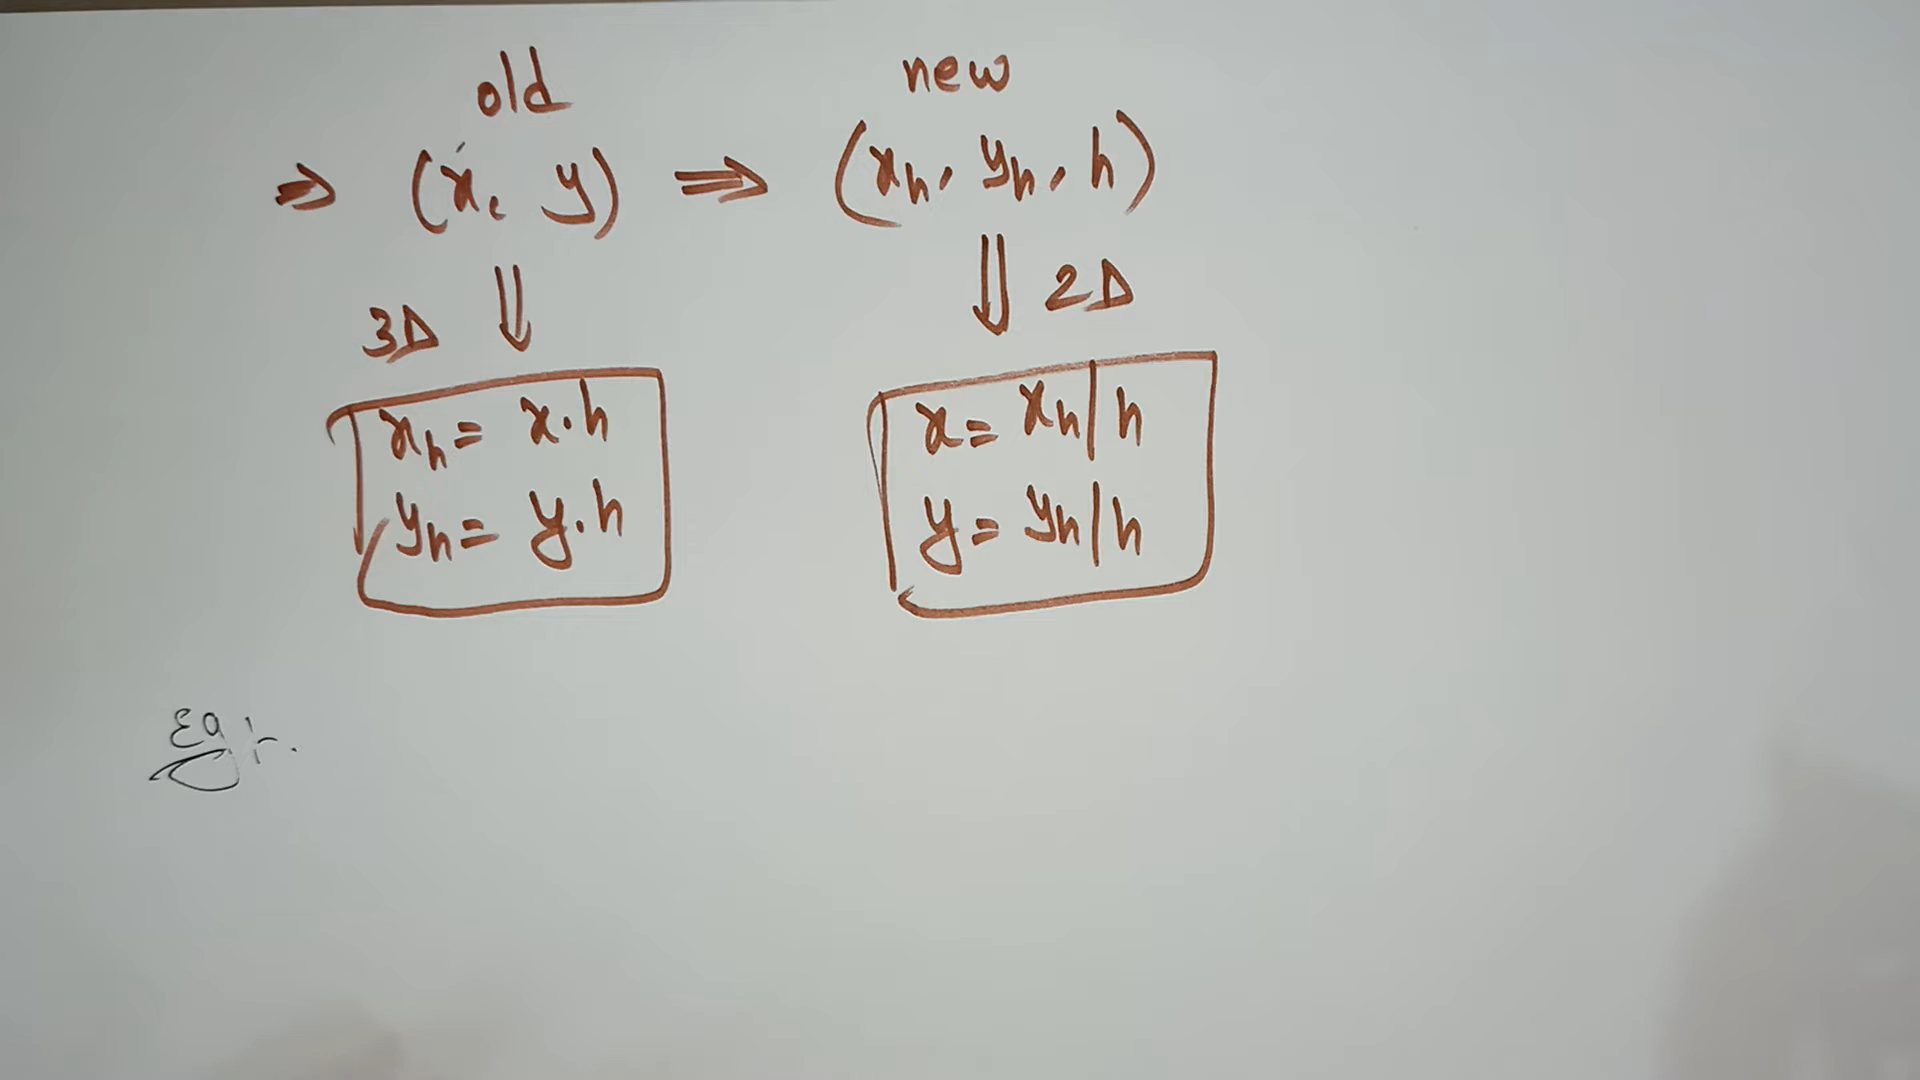 old new
⇒ (x, y) ⇒ (xₕ, yₕ, h)
3D ⇓ ⇓ 2D
xₕ = x·h x = xₕ/h
yₕ = y·h y = yₕ/h
Eg:-